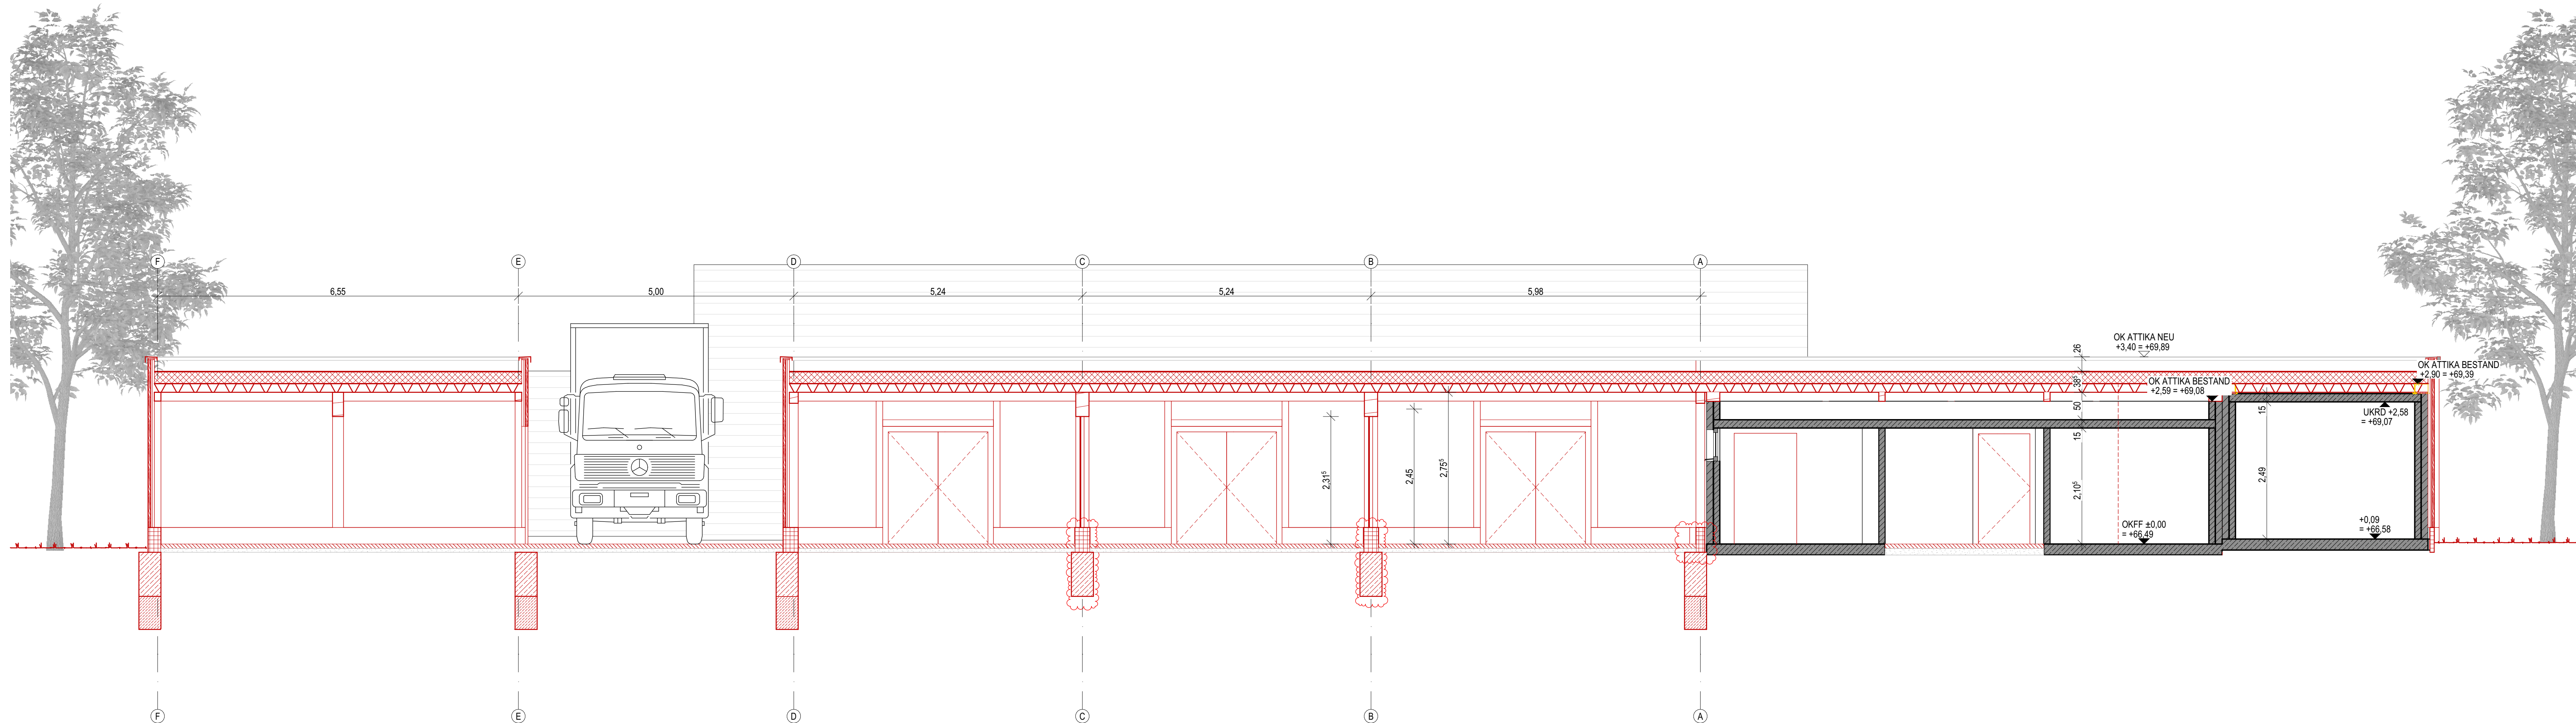 F E D C B A
6,55 5,00 5,24 5,24 5,98
OK ATTIKA NEU
+3,40 = +69,89
26
OK ATTIKA BESTAND
+2,90 = +69,39
38⁵
OK ATTIKA BESTAND
+2,59 = +69,08
50
15
UKRD +2,58
= +69,07
15
2,31⁵
2,45
2,75⁵
2,10⁵
2,49
OKFF ±0,00
= +66,49
+0,09
= +66,58
F E D C B A